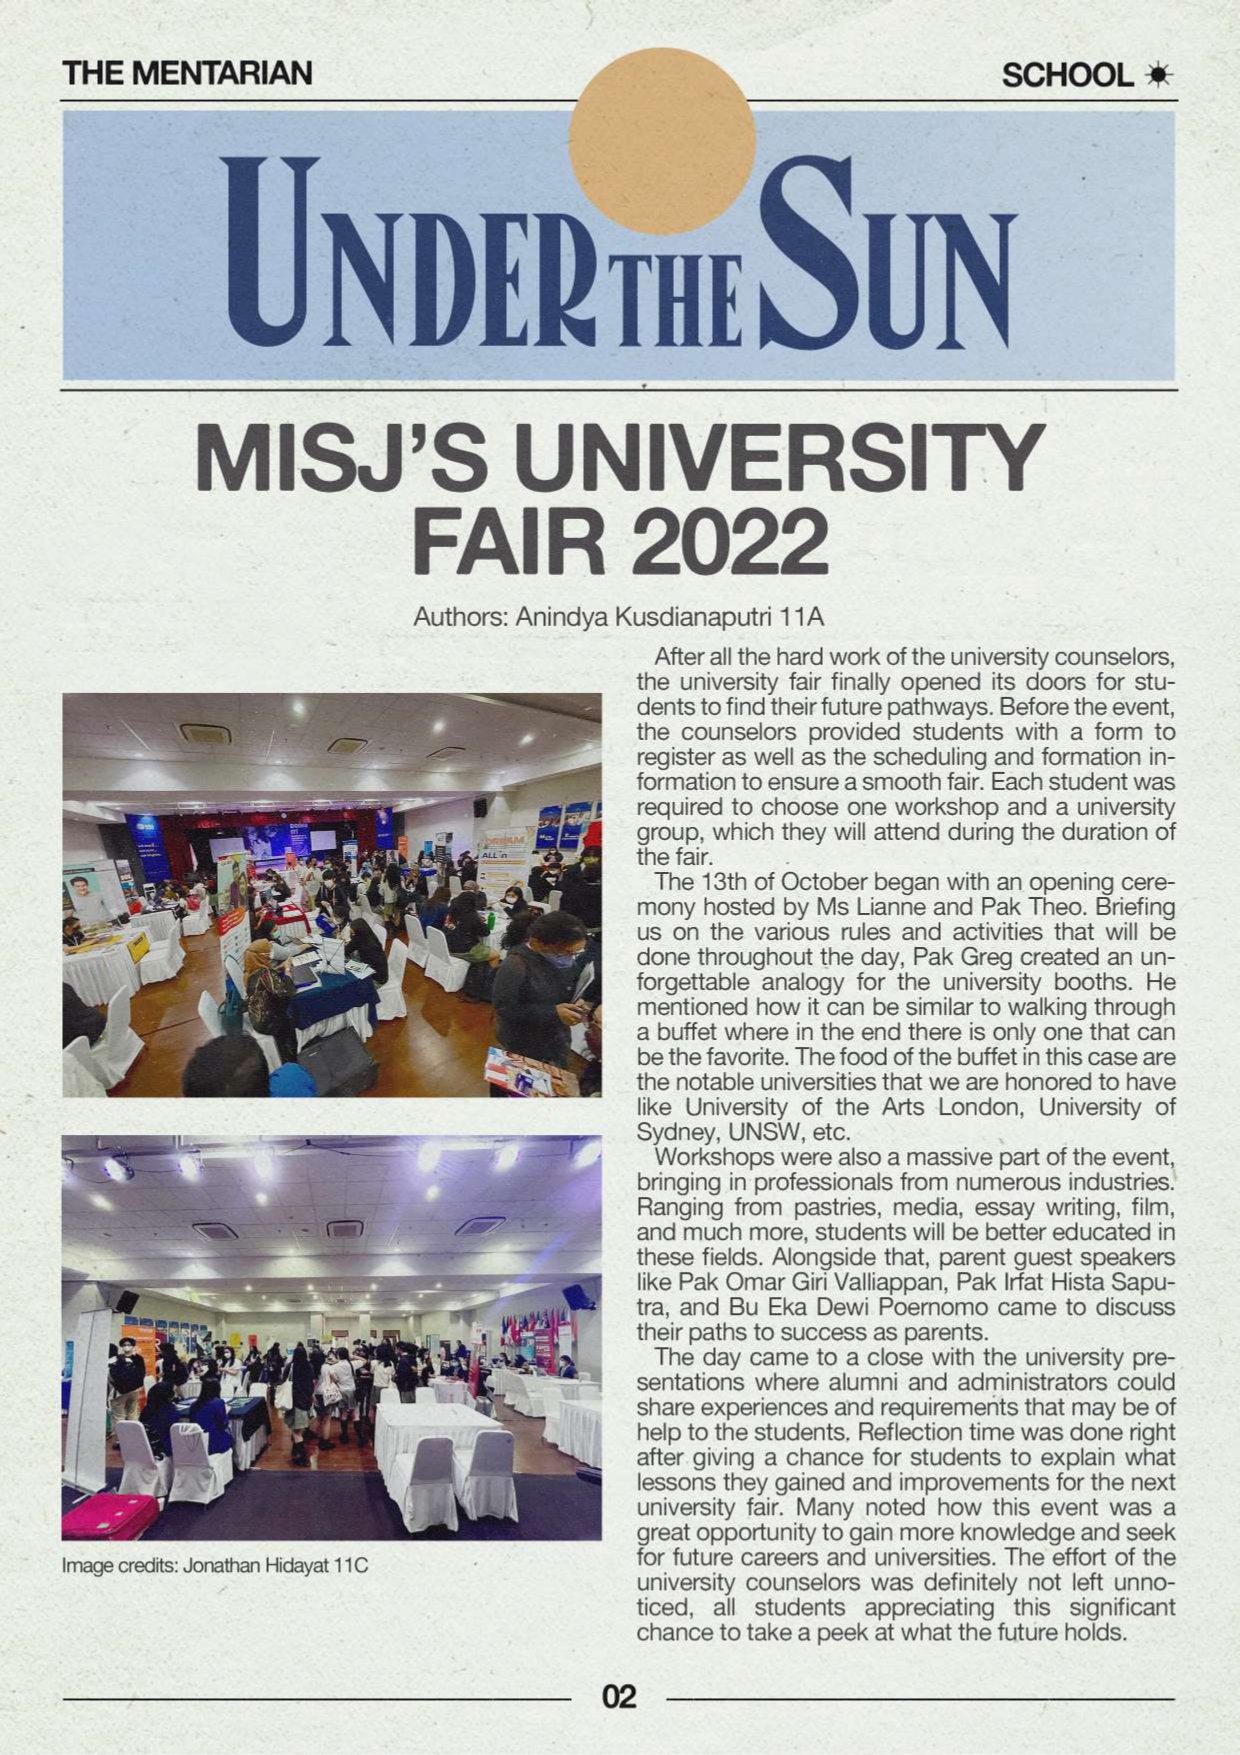 THE MENTARIAN
SCHOOL
UNDER THE SUN
MISJ'S UNIVERSITY
FAIR 2022
Authors: Anindya Kusdianaputri 11A
After all the hard work of the university counselors,
the university fair finally opened its doors for stu-
dents to find their future pathways. Before the event,
the counselors provided students with a form to
register as well as the scheduling and formation in-
formation to ensure a smooth fair. Each student was
required to choose one workshop and a university
group, which they will attend during the duration of
the fair.
The 13th of October began with an opening cere-
mony hosted by Ms Lianne and Pak Theo. Briefing
us on the various rules and activities that will be
done throughout the day, Pak Greg created an un-
forgettable analogy for the university booths. He
mentioned how it can be similar to walking through
a buffet where in the end there is only one that can
be the favorite. The food of the buffet in this case are
the notable universities that we are honored to have
like University of the Arts London, University of
Sydney, UNSW, etc.
Workshops were also a massive part of the event,
bringing in professionals from numerous industries.
Ranging from pastries, media, essay writing, film,
and much more, students will be better educated in
these fields. Alongside that, parent guest speakers
like Pak Omar Giri Valliappan, Pak Irfat Hista Sapu-
tra, and Bu Eka Dewi Poernomo came to discuss
their paths to success as parents.
The day came to a close with the university pre-
sentations where alumni and administrators could
share experiences and requirements that may be of
help to the students. Reflection time was done right
after giving a chance for students to explain what
lessons they gained and improvements for the next
university fair. Many noted how this event was a
great opportunity to gain more knowledge and seek
for future careers and universities. The effort of the
university counselors was definitely not left unno-
ticed, all students appreciating this significant
chance to take a peek at what the future holds.
Image credits: Jonathan Hidayat 11C
02